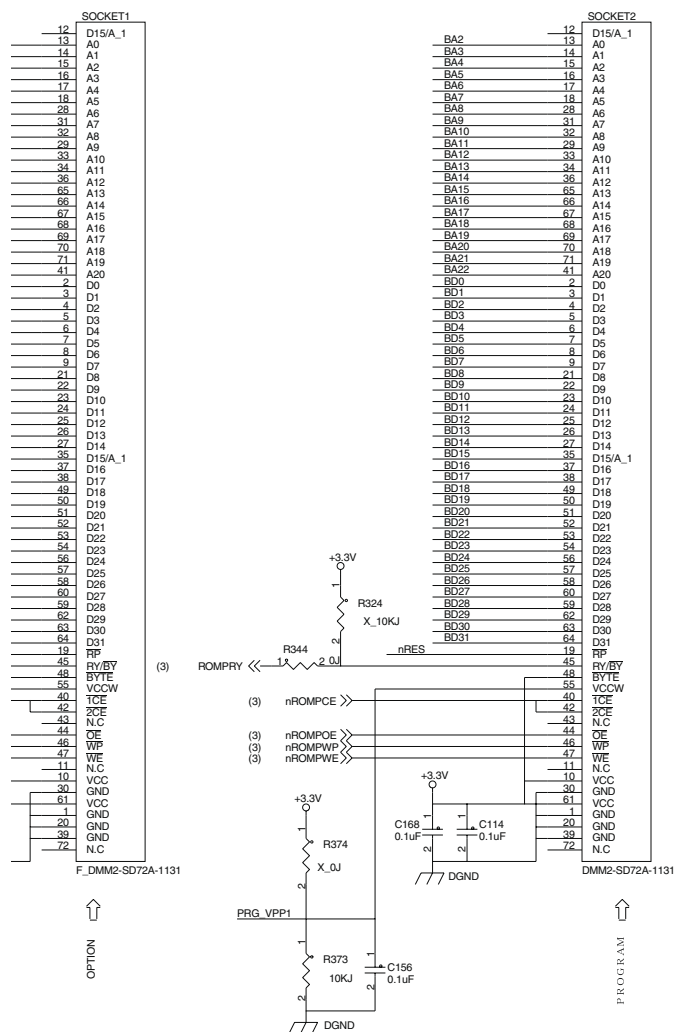 SOCKET1
12 D15/A_1
13 A0
14 A1
15 A2
16 A3
17 A4
18 A5
28 A6
31 A7
32 A8
29 A9
33 A10
34 A11
36 A12
65 A13
66 A14
67 A15
68 A16
69 A17
70 A18
71 A19
41 A20
2 D0
3 D1
4 D2
5 D3
6 D4
7 D5
8 D6
9 D7
21 D8
22 D9
23 D10
24 D11
25 D12
26 D13
27 D14
35 D15/A_1
37 D16
38 D17
49 D18
50 D19
51 D20
52 D21
53 D22
54 D23
56 D24
57 D25
58 D26
60 D27
59 D28
62 D29
63 D30
64 D31
19 RP
45 RY/BY
48 BYTE
55 VCCW
40 1CE
42 2CE
43 N.C
44 OE
46 WP
47 WE
11 N.C
10 VCC
30 GND
61 VCC
1 GND
20 GND
39 GND
72 N.C
F_DMM2-SD72A-1131
OPTION
+3.3V
1
R324
X_10KJ
2
R344
(3) ROMPRY 1 2 0J
nRES
(3) nROMPCE
(3) nROMPOE
(3) nROMPWP
(3) nROMPWE
+3.3V
1
R374
X_0J
2
PRG_VPP1
1
R373
10KJ
2
1
C156
0.1uF
2
DGND
+3.3V
1 1
C168 C114
0.1uF 0.1uF
2 2
DGND
SOCKET2
12 D15/A_1
BA2 13 A0
BA3 14 A1
BA4 15 A2
BA5 16 A3
BA6 17 A4
BA7 18 A5
BA8 28 A6
BA9 31 A7
BA10 32 A8
BA11 29 A9
BA12 33 A10
BA13 34 A11
BA14 36 A12
BA15 65 A13
BA16 66 A14
BA17 67 A15
BA18 68 A16
BA19 69 A17
BA20 70 A18
BA21 71 A19
BA22 41 A20
BD0 2 D0
BD1 3 D1
BD2 4 D2
BD3 5 D3
BD4 6 D4
BD5 7 D5
BD6 8 D6
BD7 9 D7
BD8 21 D8
BD9 22 D9
BD10 23 D10
BD11 24 D11
BD12 25 D12
BD13 26 D13
BD14 27 D14
BD15 35 D15/A_1
BD16 37 D16
BD17 38 D17
BD18 49 D18
BD19 50 D19
BD20 51 D20
BD21 52 D21
BD22 53 D22
BD23 54 D23
BD24 56 D24
BD25 57 D25
BD26 58 D26
BD27 60 D27
BD28 59 D28
BD29 62 D29
BD30 63 D30
BD31 64 D31
19 RP
45 RY/BY
48 BYTE
55 VCCW
40 1CE
42 2CE
43 N.C
44 OE
46 WP
47 WE
11 N.C
10 VCC
30 GND
61 VCC
1 GND
20 GND
39 GND
72 N.C
DMM2-SD72A-1131
PROGRAM